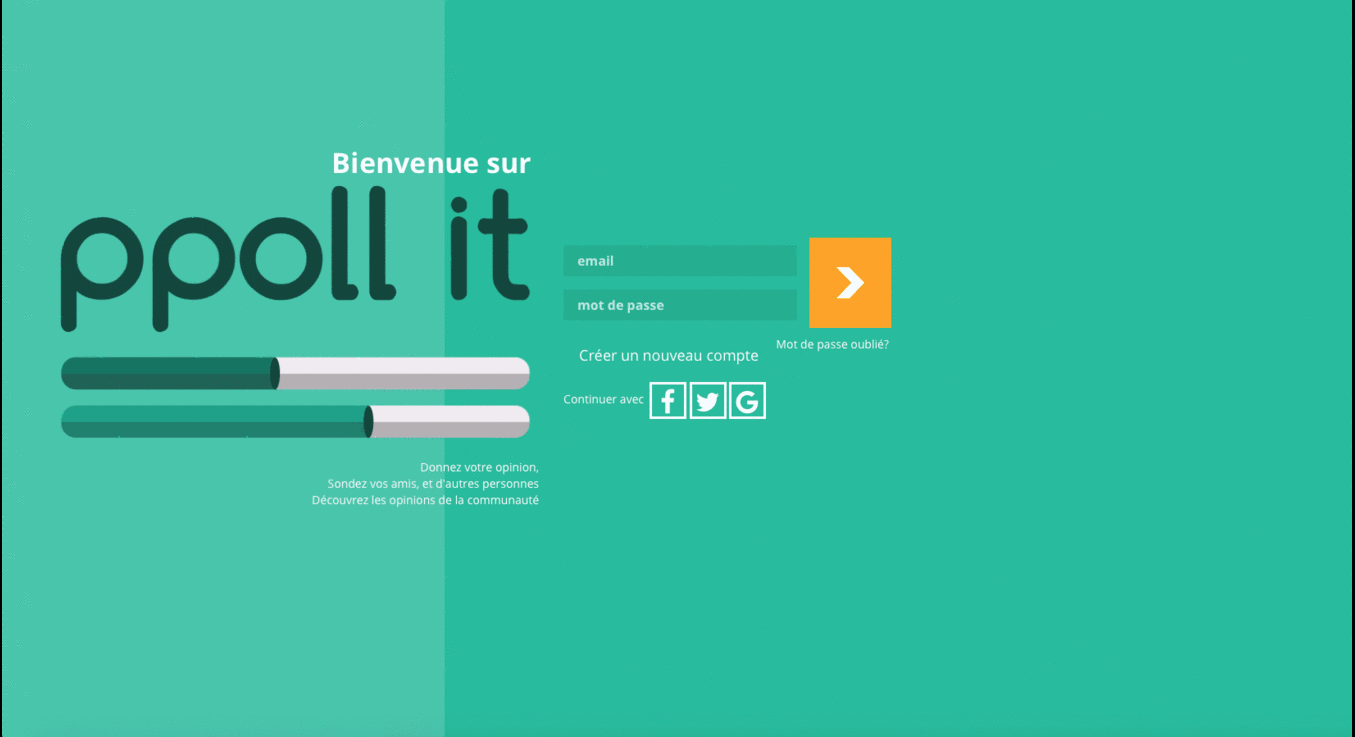 Bienvenue sur
ppoll it
email
mot de passe
Mot de passe oublié?
Créer un nouveau compte
Continuer avec
Donnez votre opinion,
Sondez vos amis, et d'autres personnes
Découvrez les opinions de la communauté